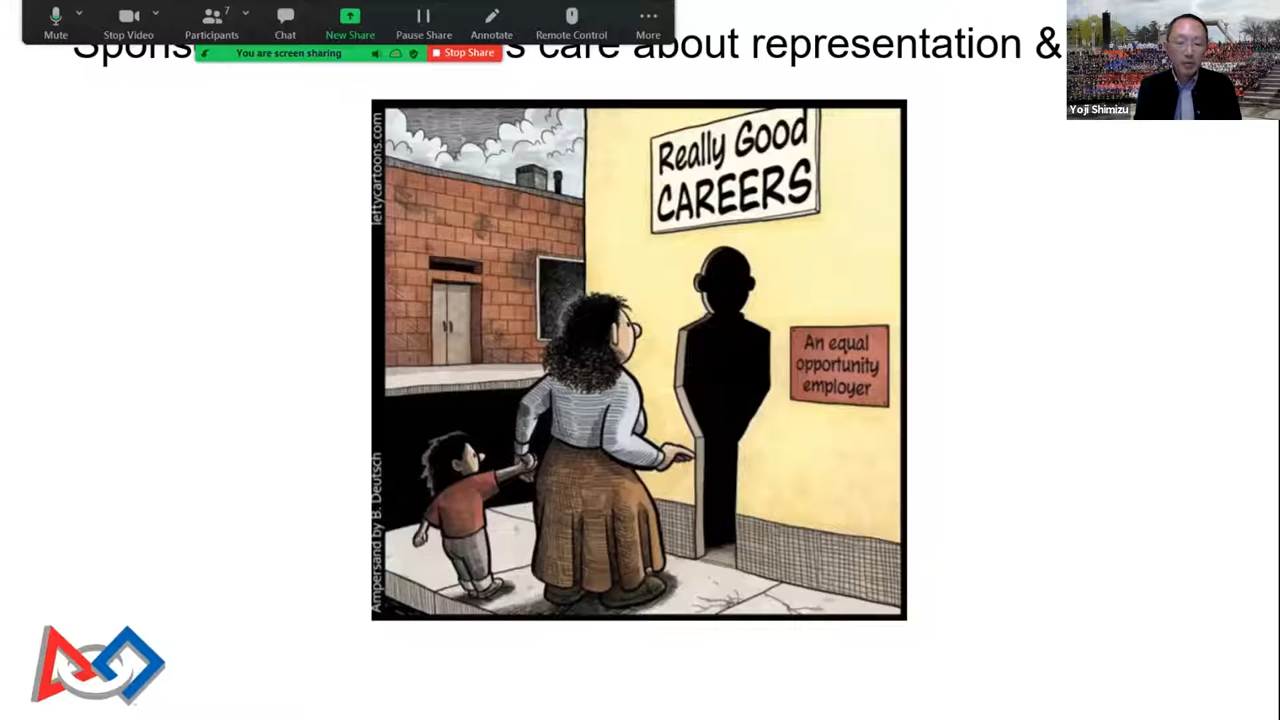 7
Mute
Stop Video
Participants
Chat
New Share
Pause Share
Annotate
Remote Control
More
You are screen sharing
Stop Share
care about representation &
Yoji Shimizu
leftycartoons.com
Really Good
CAREERS
An equal
opportunity
employer
Ampersand by B. Deutsch